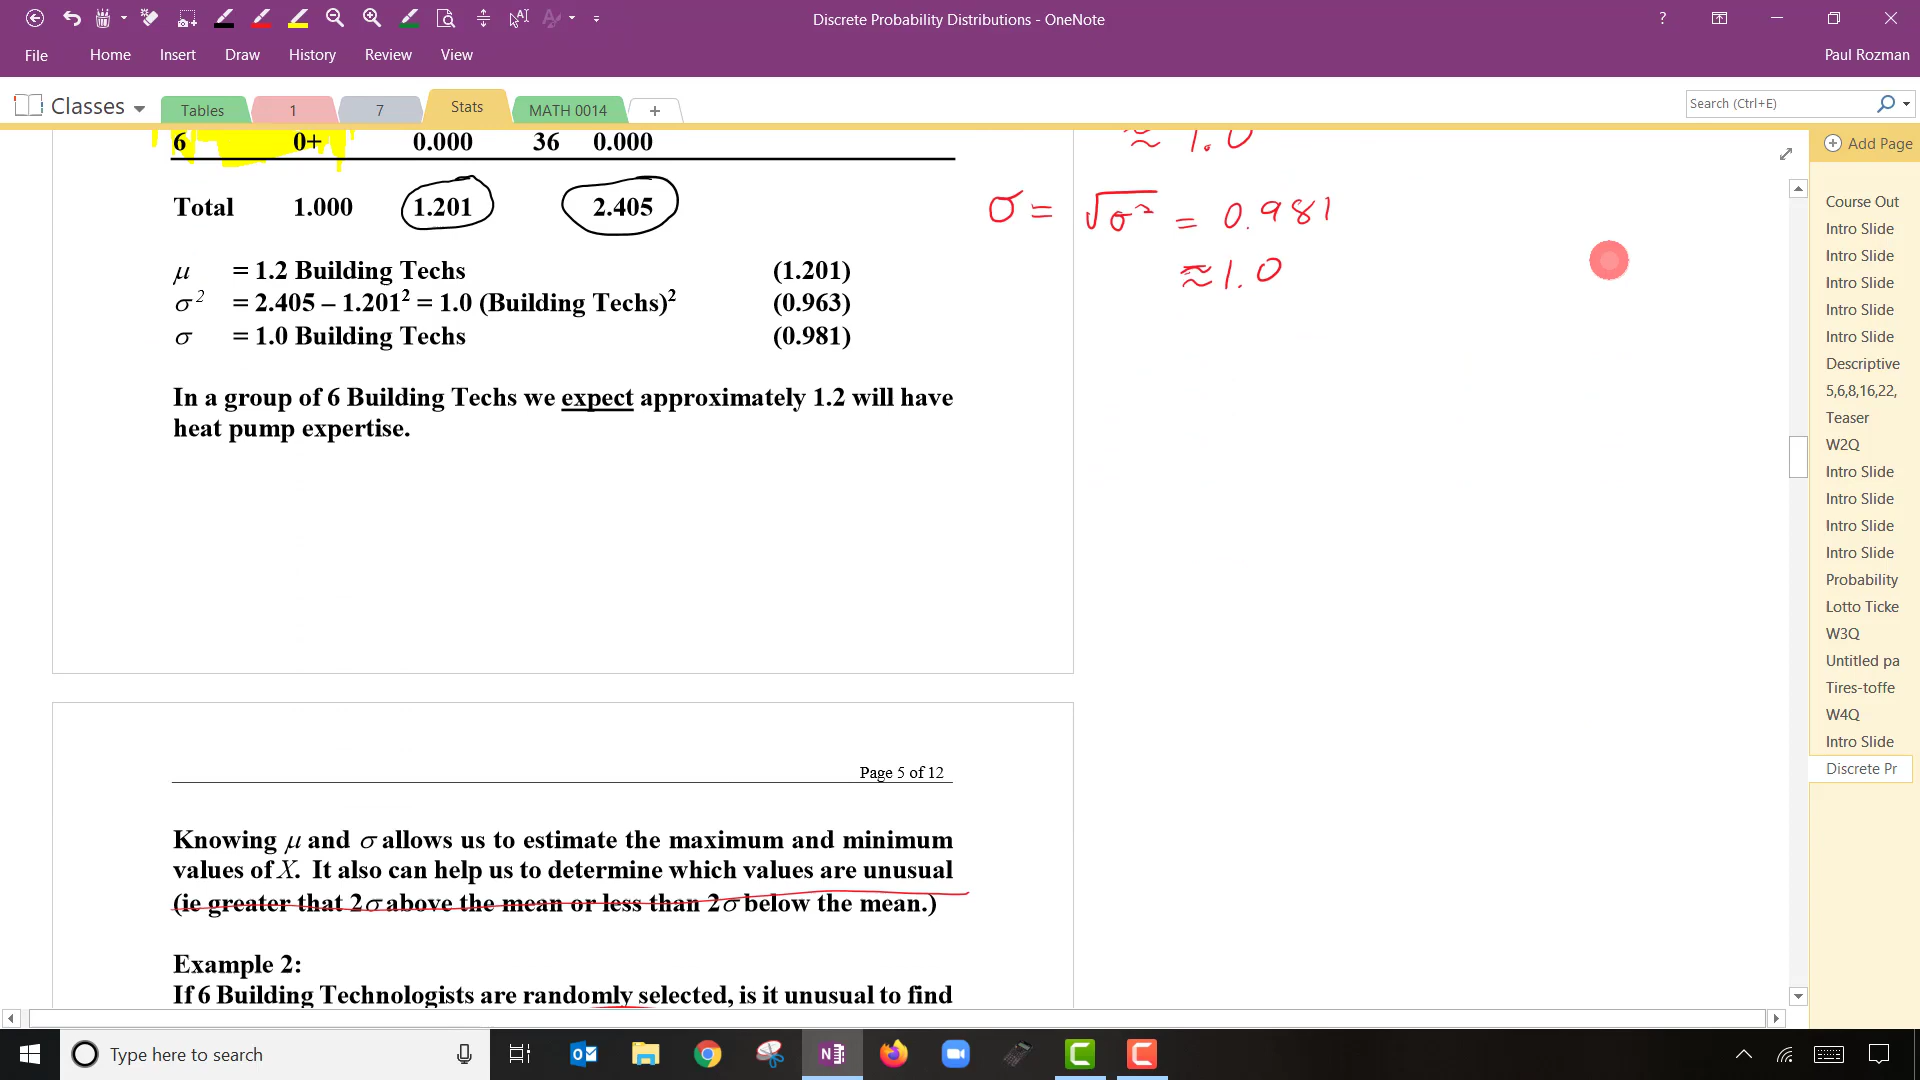 Discrete Probability Distributions - OneNote
?
File Home Insert Draw History Review View
Paul Rozman
Classes
Tables 1 7 Stats MATH 0014 +
Search (Ctrl+E)
6 0+ 0.000 36 0.000
Total 1.000 1.201 2.405
μ = 1.2 Building Techs (1.201)
σ² = 2.405 – 1.201² = 1.0 (Building Techs)² (0.963)
σ = 1.0 Building Techs (0.981)
In a group of 6 Building Techs we expect approximately 1.2 will have
heat pump expertise.
≈ 1.0
σ = √σ² = 0.981
≈ 1.0
Page 5 of 12
Knowing μ and σ allows us to estimate the maximum and minimum
values of X. It also can help us to determine which values are unusual
(ie greater that 2σ above the mean or less than 2σ below the mean.)
Example 2:
If 6 Building Technologists are randomly selected, is it unusual to find
Add Page
Course Out
Intro Slide
Intro Slide
Intro Slide
Intro Slide
Intro Slide
Descriptive
5,6,8,16,22,
Teaser
W2Q
Intro Slide
Intro Slide
Intro Slide
Intro Slide
Probability
Lotto Ticke
W3Q
Untitled pa
Tires-toffe
W4Q
Intro Slide
Discrete Pr
Type here to search